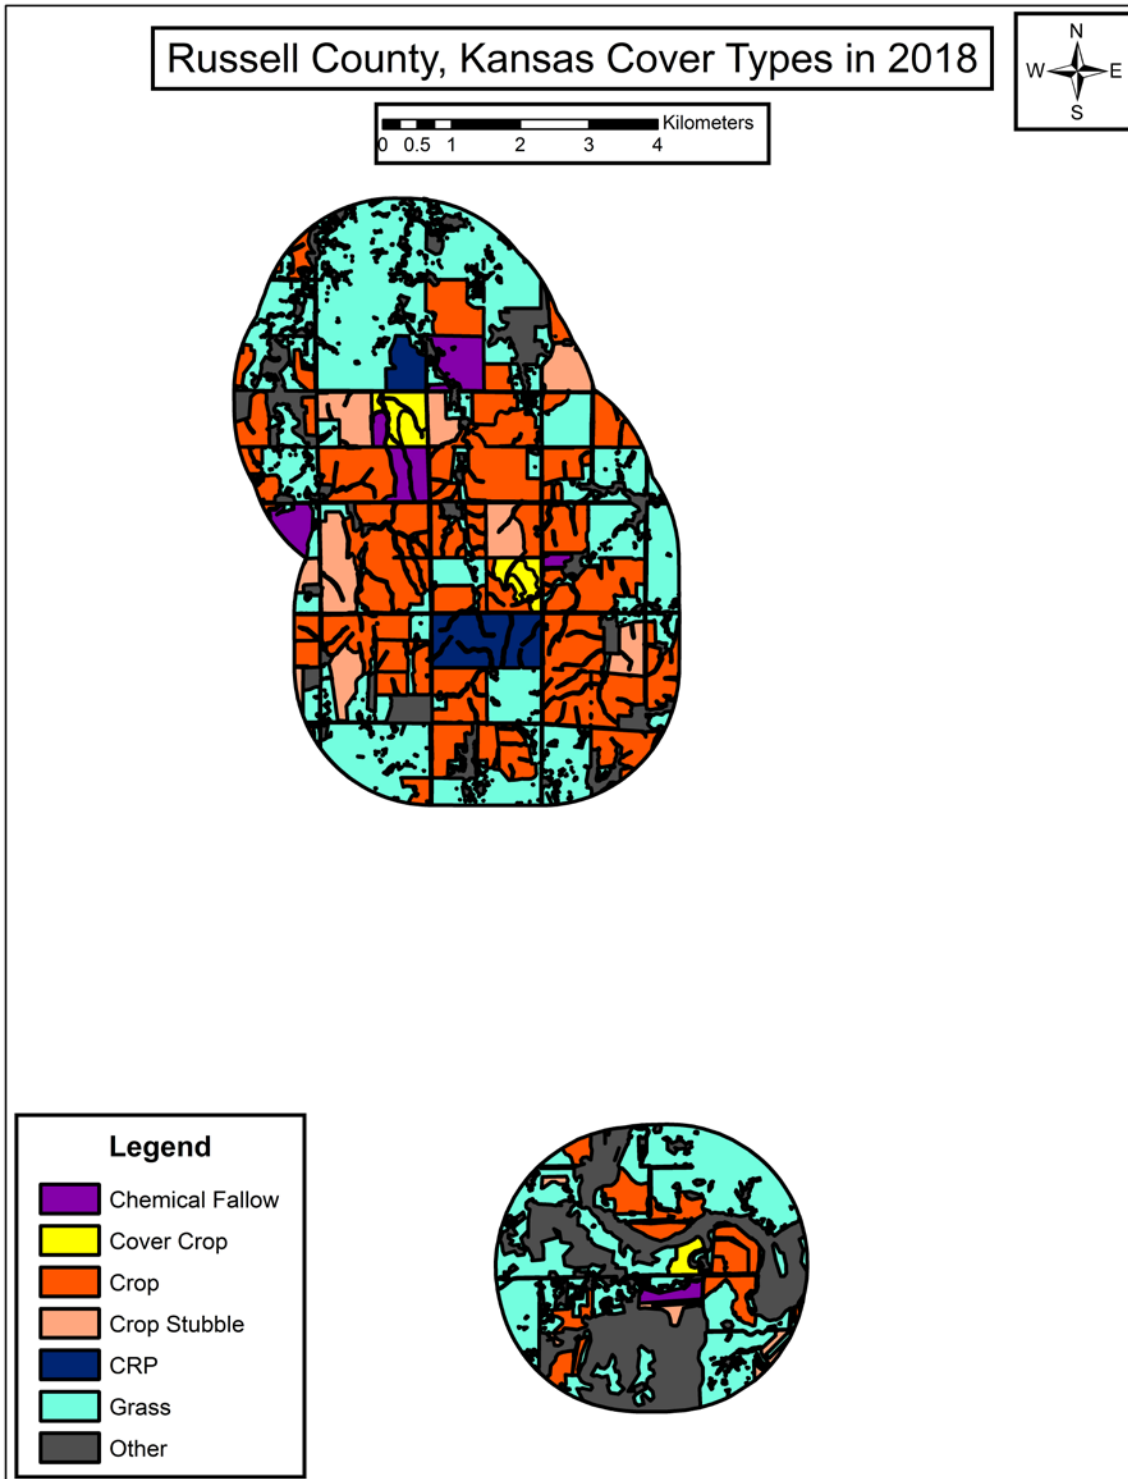 Russell County, Kansas Cover Types in 2018
N
W E
S
Kilometers
0 0.5 1 2 3 4
Legend
Chemical Fallow
Cover Crop
Crop
Crop Stubble
CRP
Grass
Other